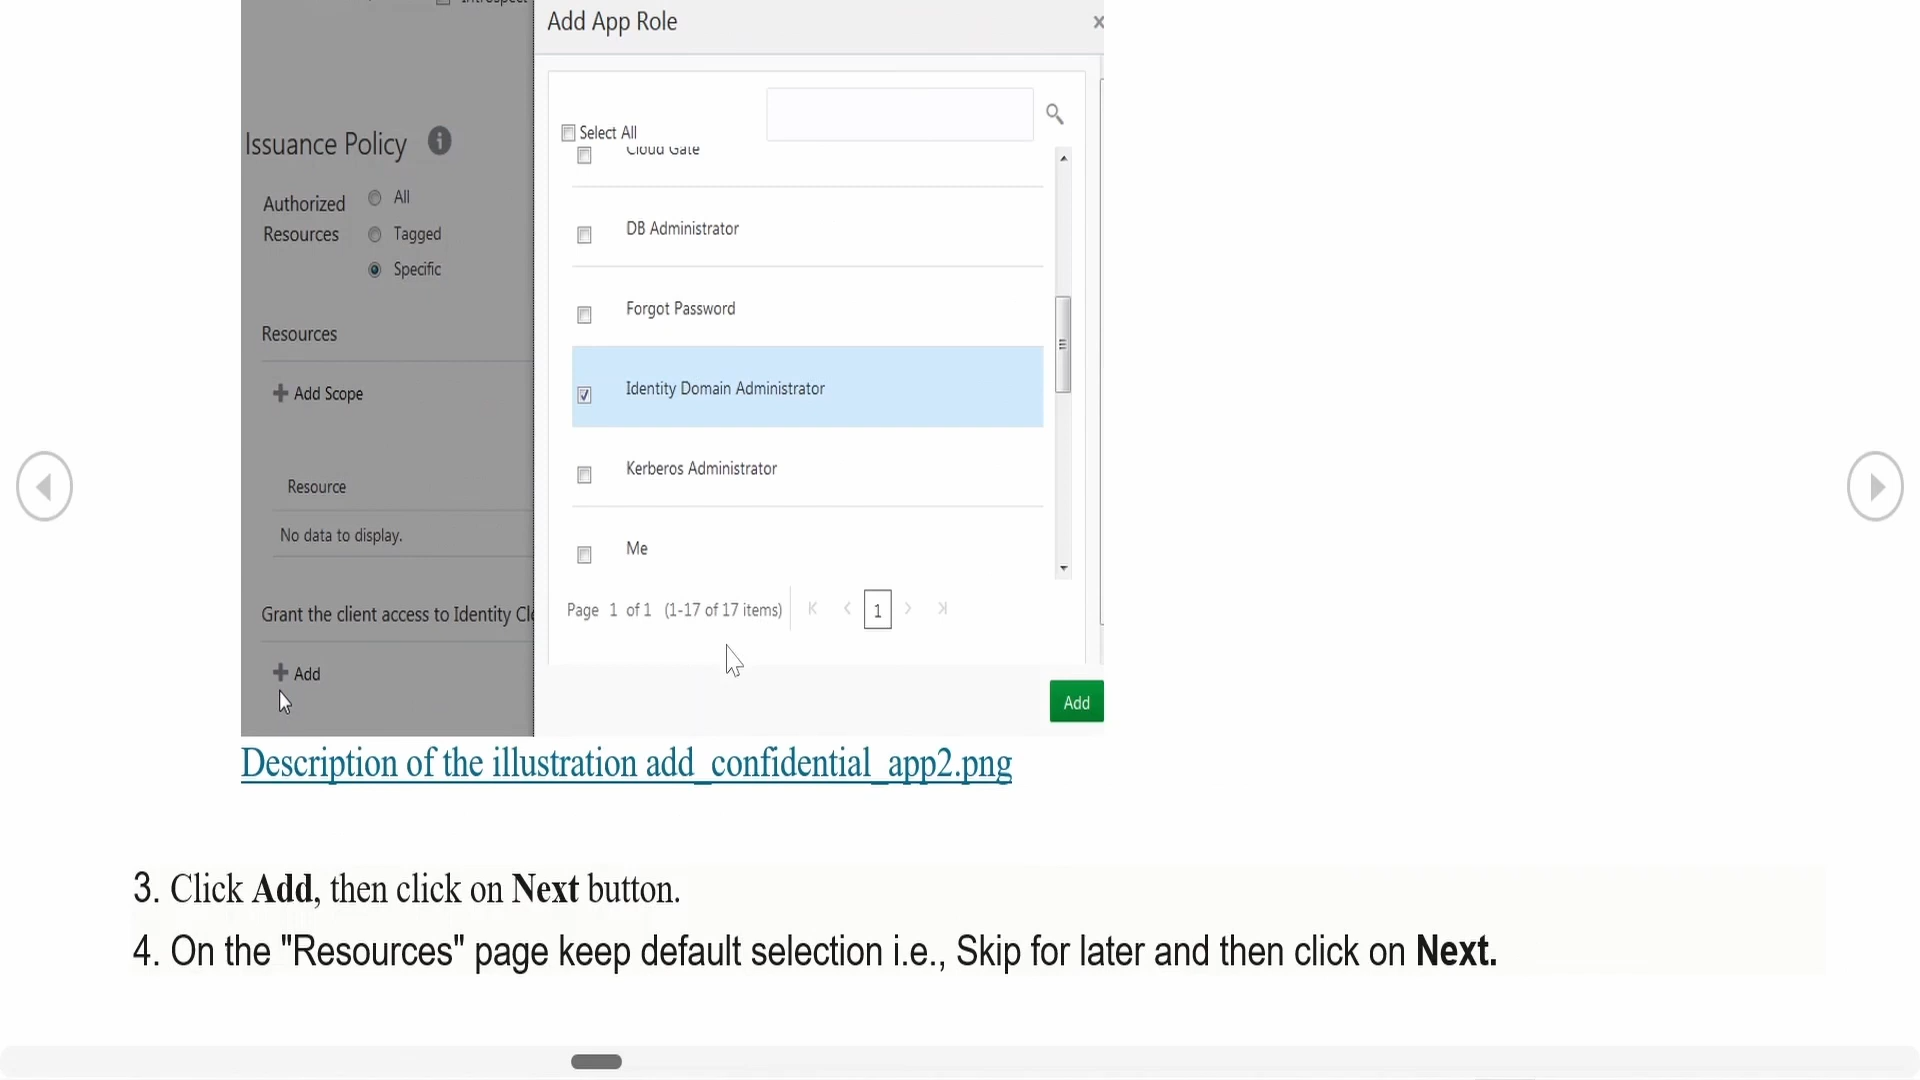 Introspect
Add App Role
Select All
Cloud Gate
Issuance Policy
Authorized Resources
All
Tagged
Specific
DB Administrator
Forgot Password
Resources
Identity Domain Administrator
Add Scope
Kerberos Administrator
Resource
No data to display.
Me
Page 1 of 1 (1-17 of 17 items)
1
Grant the client access to Identity Cl
Add
Add
Description of the illustration add_confidential_app2.png
3. Click Add, then click on Next button.
4. On the "Resources" page keep default selection i.e., Skip for later and then click on Next.